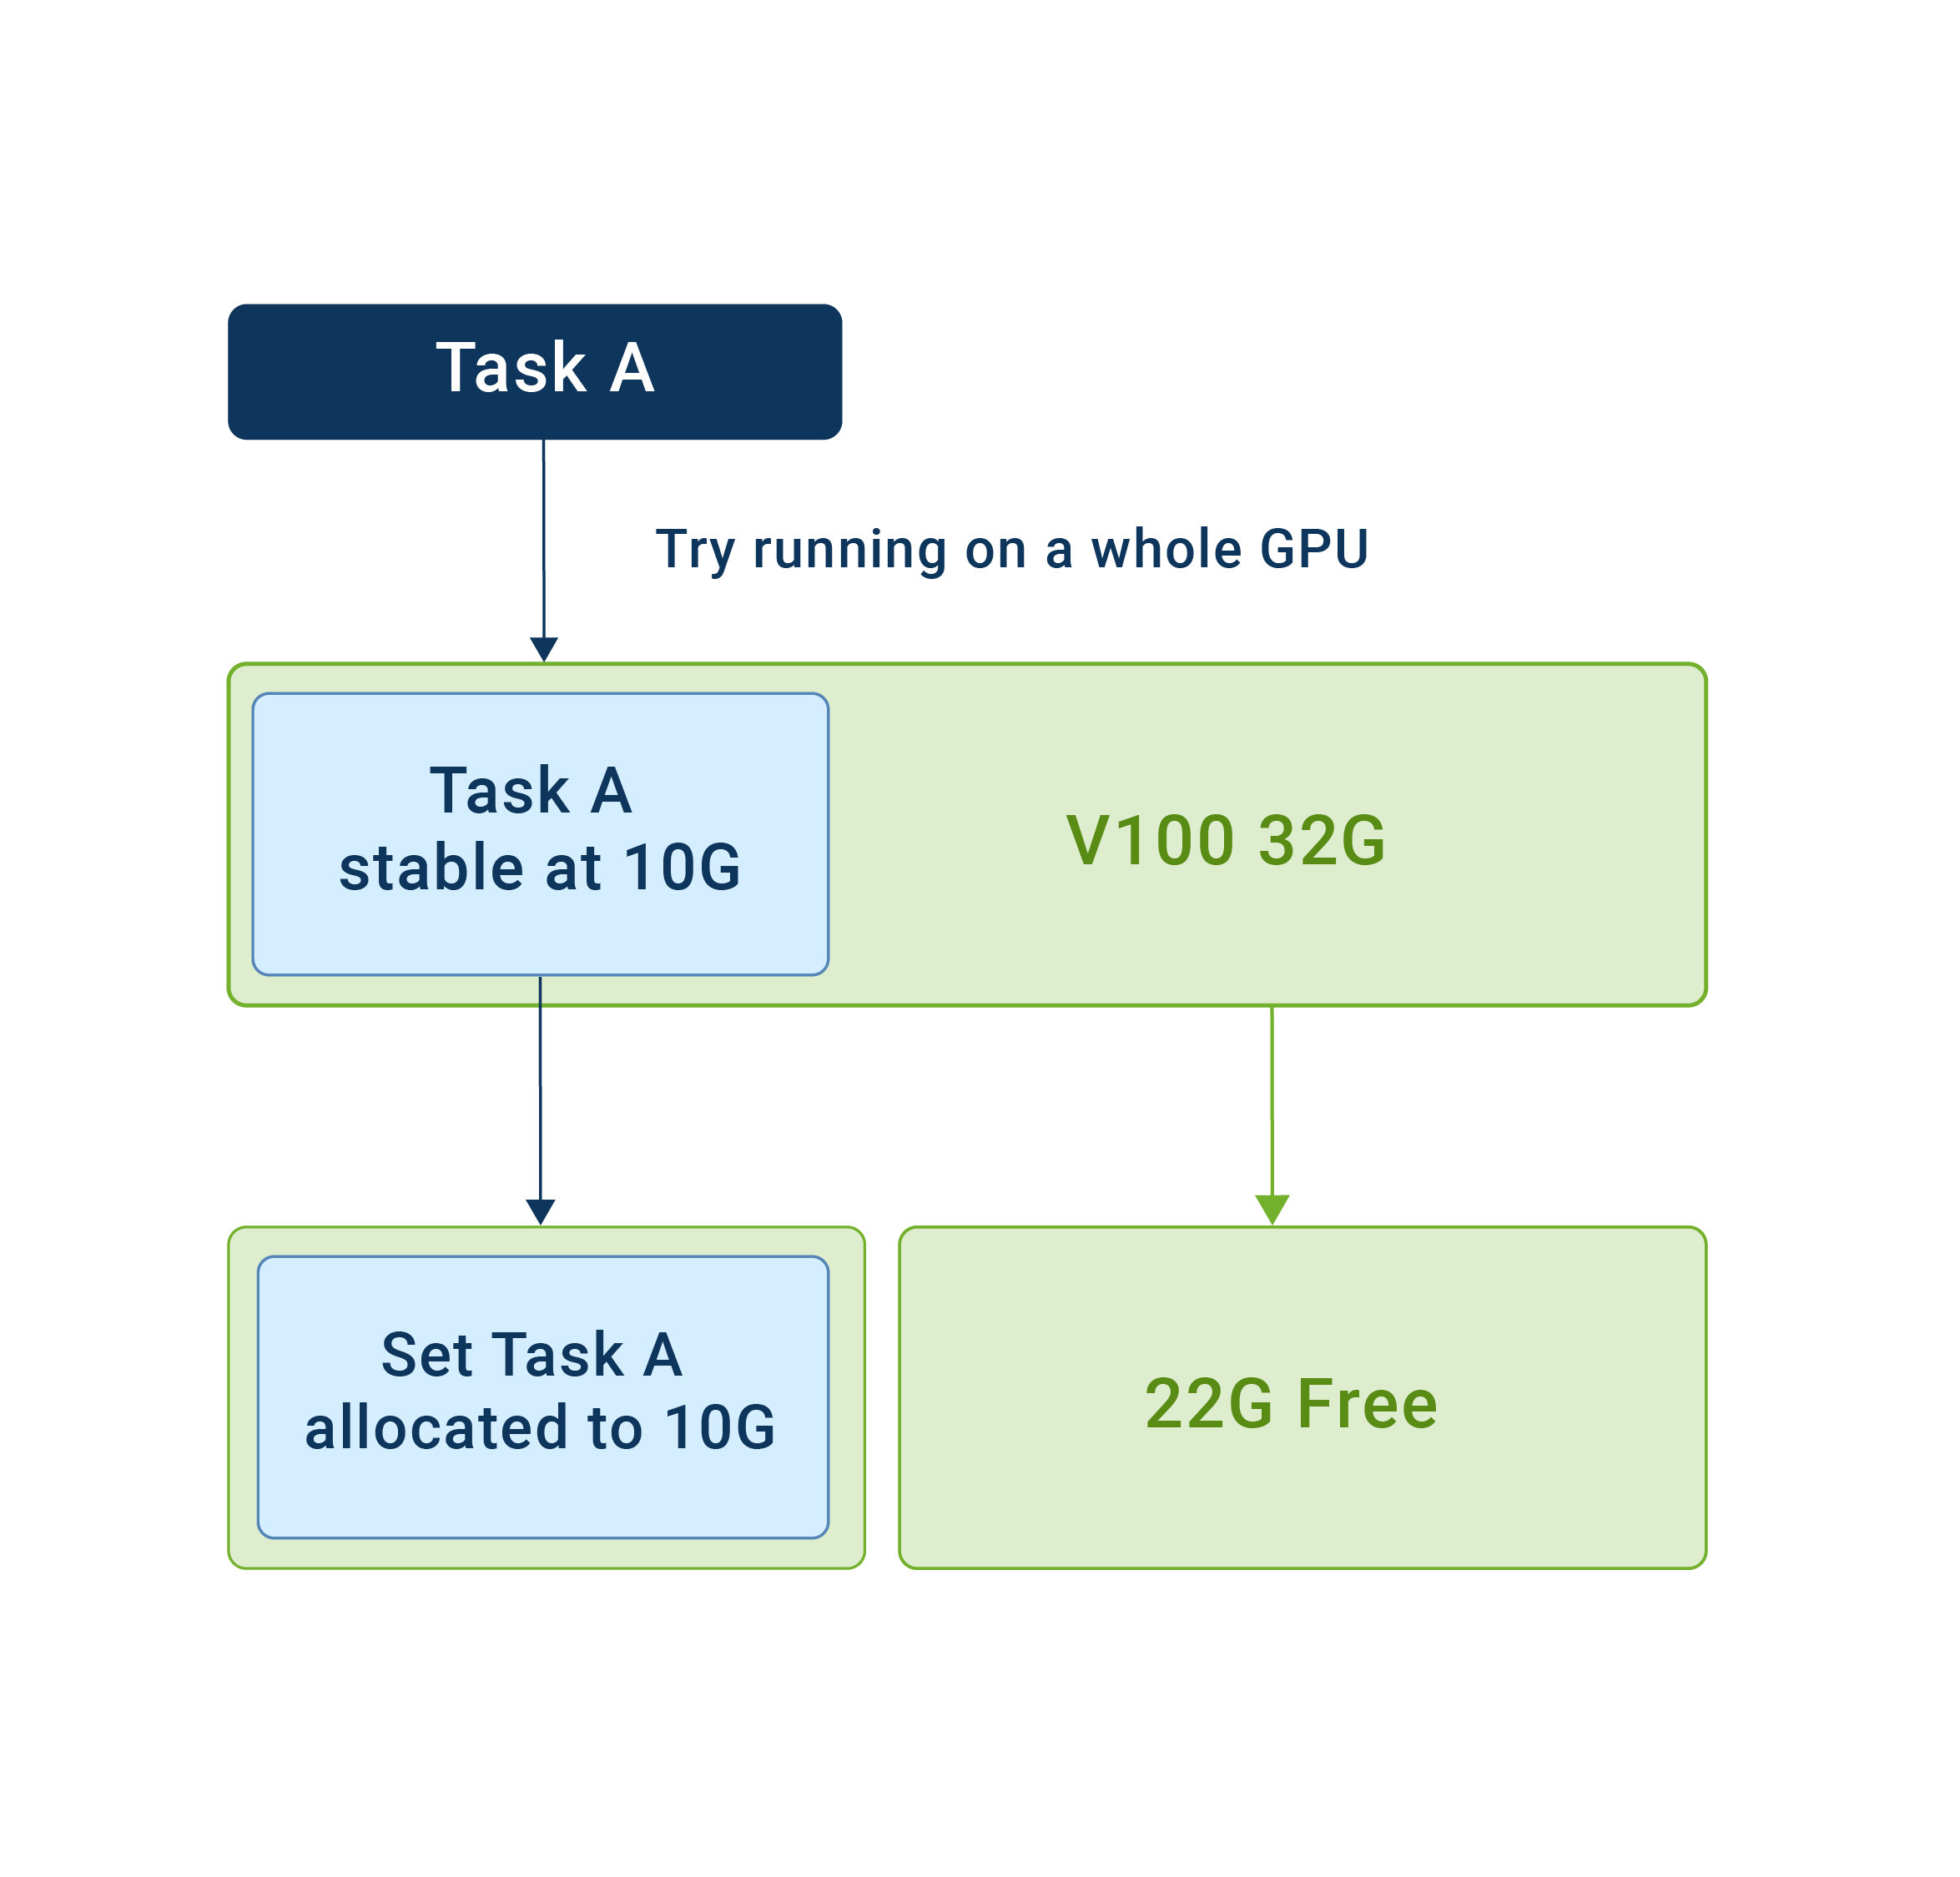 Task A
Try running on a whole GPU
Task A
stable at 10G
V100 32G
Set Task A
allocated to 10G
22G Free